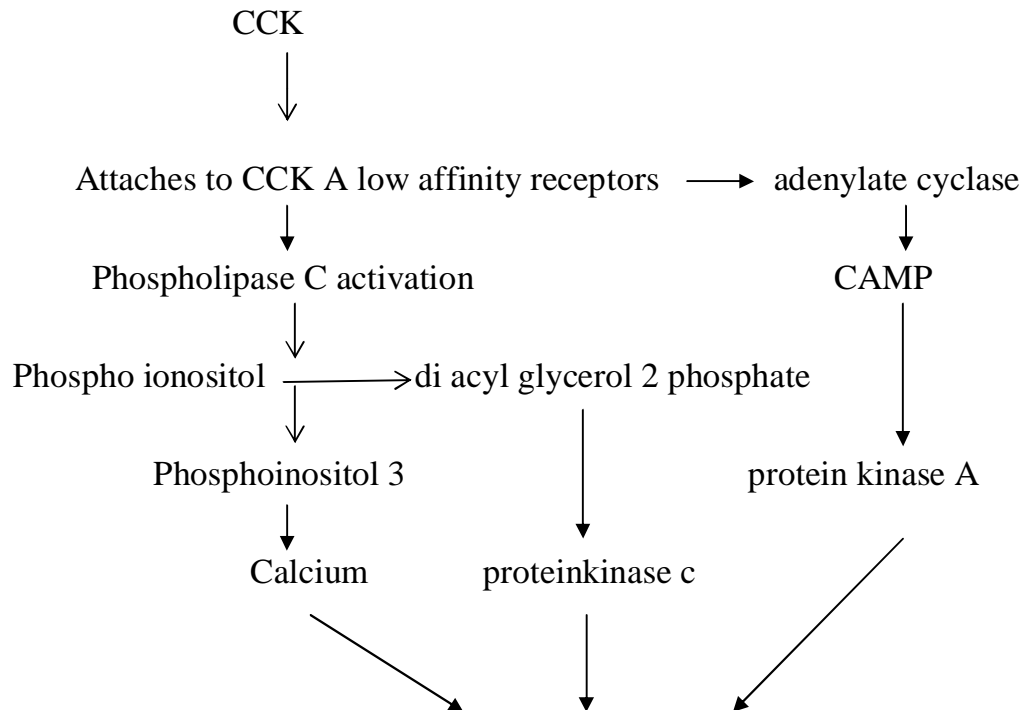 CCK
Attaches to CCK A low affinity receptors adenylate cyclase
Phospholipase C activation CAMP
Phospho ionositol di acyl glycerol 2 phosphate
Phosphoinositol 3 protein kinase A
Calcium proteinkinase c